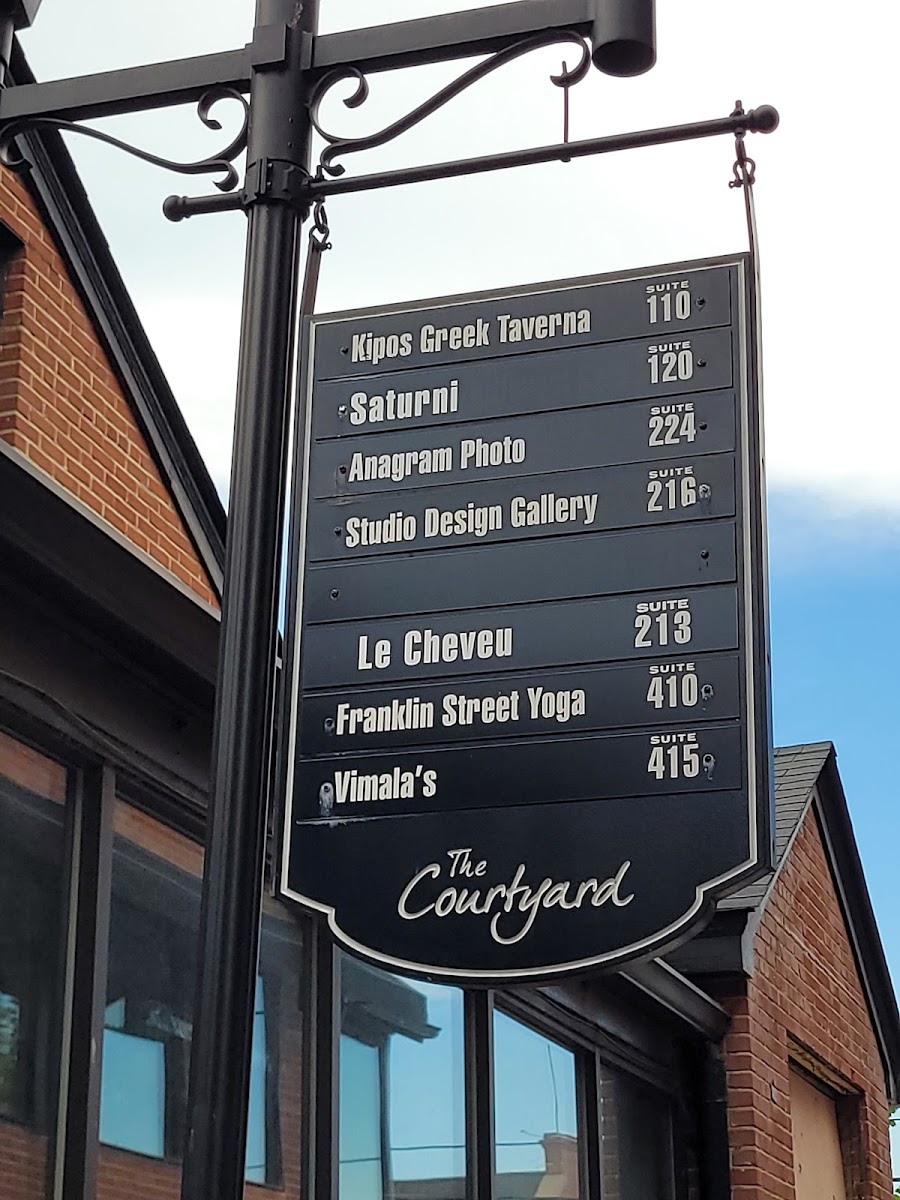 Kipos Greek Taverna SUITE 110
Saturni SUITE 120
Anagram Photo SUITE 224
Studio Design Gallery SUITE 216
Le Cheveu SUITE 213
Franklin Street Yoga SUITE 410
Vimala's SUITE 415
The
Courtyard